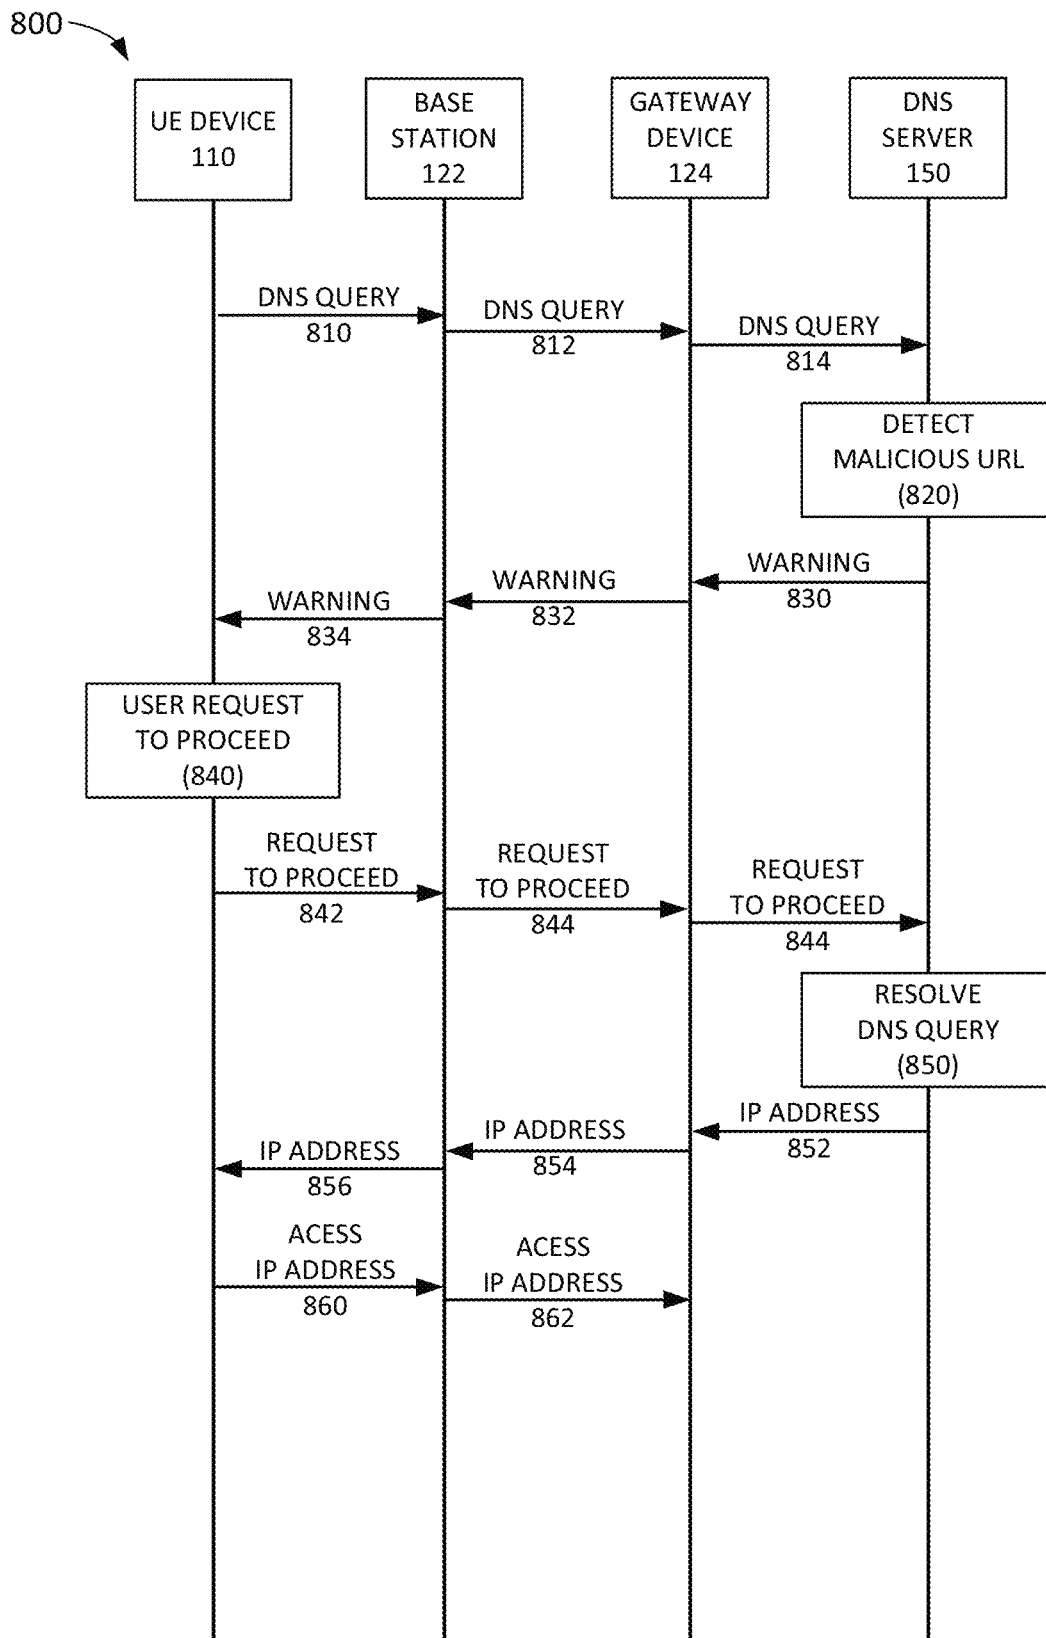 800
UE DEVICE
110
BASE
STATION
122
GATEWAY
DEVICE
124
DNS
SERVER
150
DNS QUERY
810
DNS QUERY
812
DNS QUERY
814
DETECT
MALICIOUS URL
(820)
WARNING
830
WARNING
832
WARNING
834
USER REQUEST
TO PROCEED
(840)
REQUEST
TO PROCEED
842
REQUEST
TO PROCEED
844
REQUEST
TO PROCEED
844
RESOLVE
DNS QUERY
(850)
IP ADDRESS
852
IP ADDRESS
854
IP ADDRESS
856
ACESS
IP ADDRESS
860
ACESS
IP ADDRESS
862